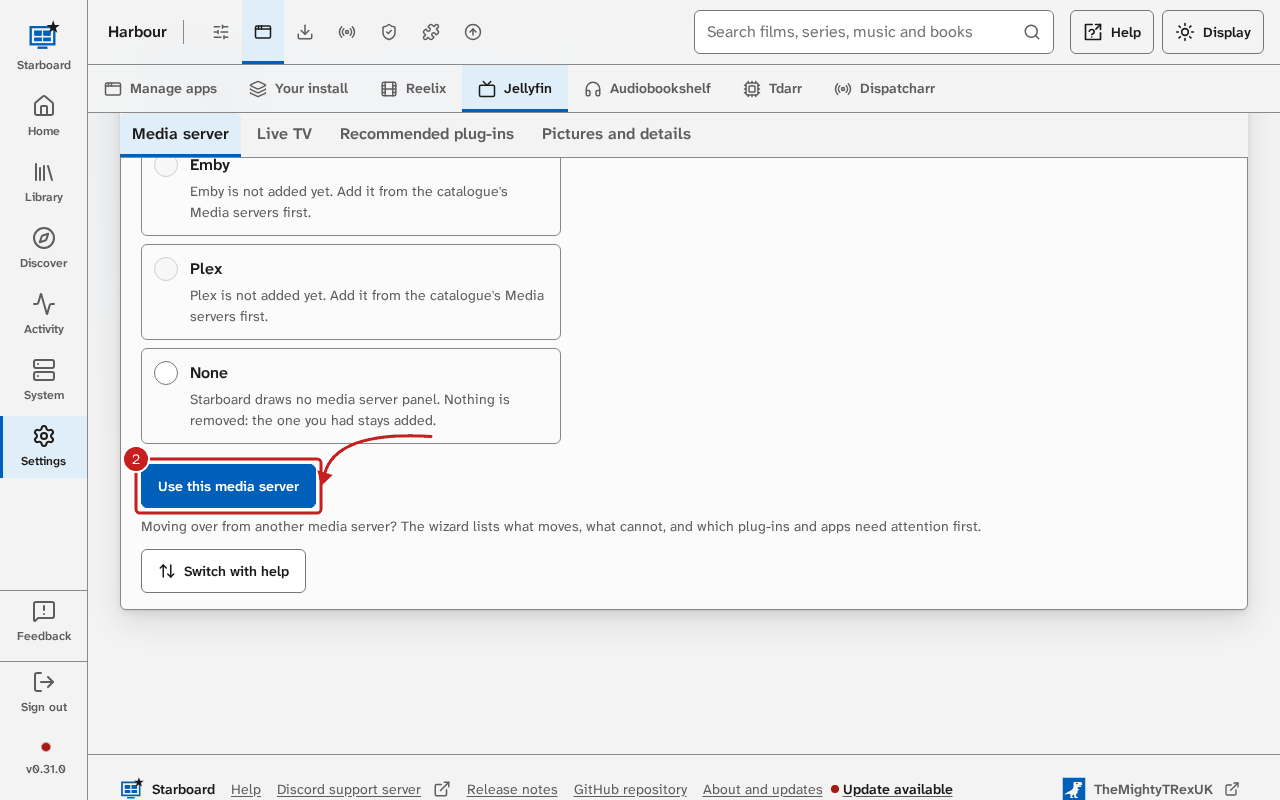 Starboard
Home
Library
Discover
Activity
System
Settings
Feedback
Sign out
v0.31.0
Harbour
Search films, series, music and books
Help
Display
Manage apps
Your install
Reelix
Jellyfin
Audiobookshelf
Tdarr
Dispatcharr
Media server
Live TV
Recommended plug-ins
Pictures and details
Emby
Emby is not added yet. Add it from the catalogue's
Media servers first.
Plex
Plex is not added yet. Add it from the catalogue's Media
servers first.
None
Starboard draws no media server panel. Nothing is
removed: the one you had stays added.
2
Use this media server
Moving over from another media server? The wizard lists what moves, what cannot, and which plug-ins and apps need attention first.
Switch with help
Starboard
Help
Discord support server
Release notes
GitHub repository
About and updates
Update available
TheMightyTRexUK